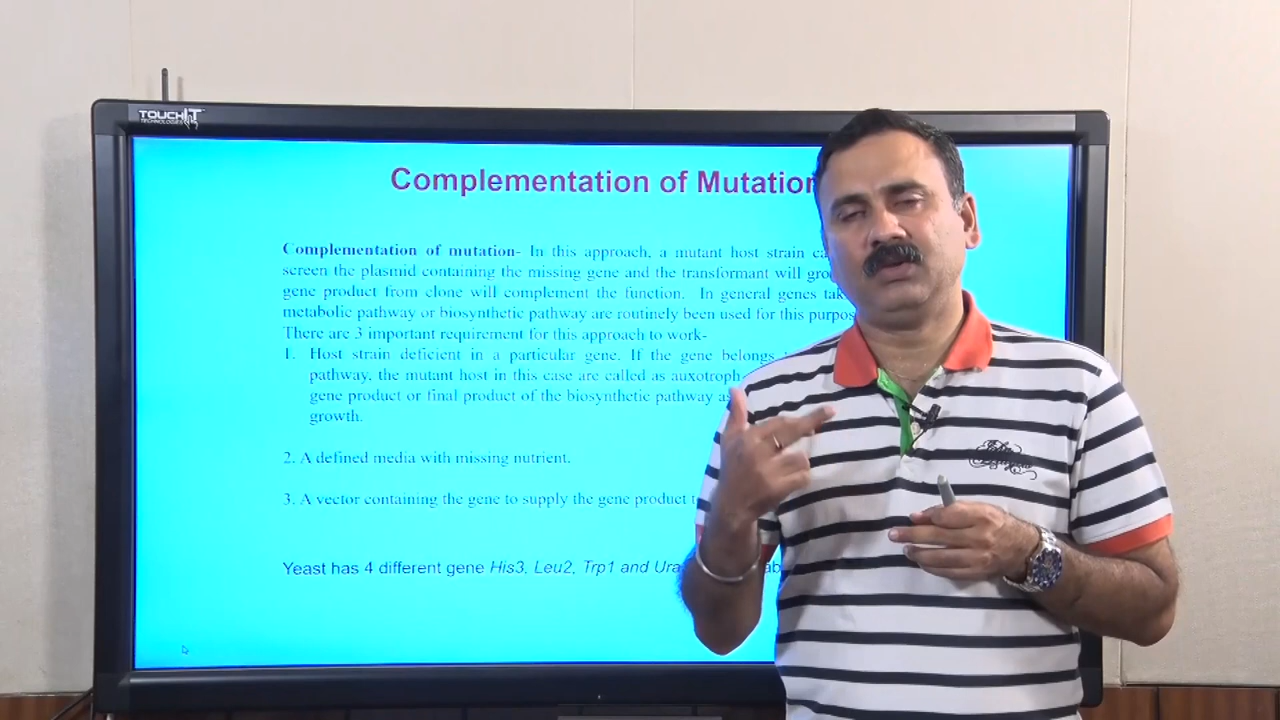 TOUCHIT
TECHNOLOGIES
Complementation of Mutation
Complementation of mutation- In this approach, a mutant host strain
screen the plasmid containing the missing gene and the transformant will
gene product from clone will complement the function. In general genes
metabolic pathway or biosynthetic pathway are routinely been used for this
There are 3 important requirement for this approach to work-
1. Host strain deficient in a particular gene. If the gene belongs
pathway, the mutant host in this case are called as auxotroph
gene product or final product of the biosynthetic pathway
growth.
2. A defined media with missing nutrient.
3. A vector containing the gene to supply the gene product
Yeast has 4 different gene His3, Leu2, Trp1 and